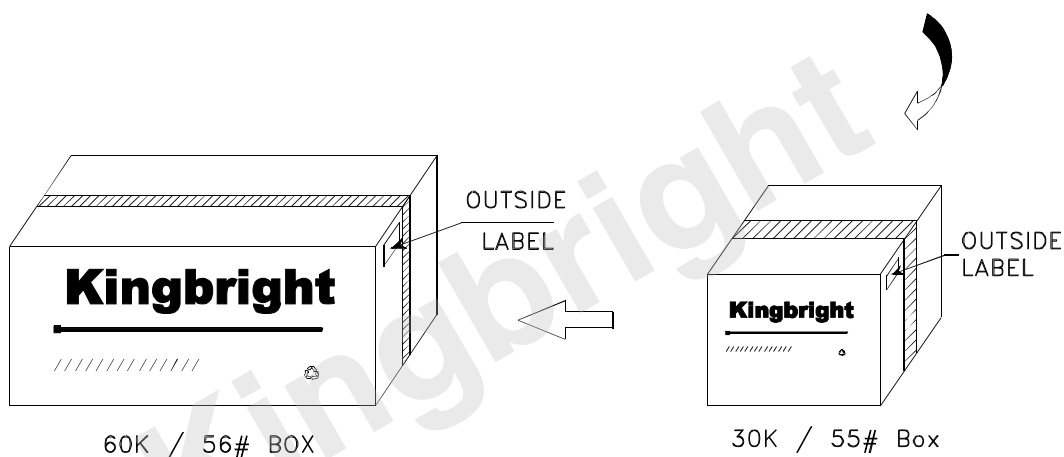 OUTSIDE
LABEL
Kingbright
60K / 56# BOX
OUTSIDE
LABEL
Kingbright
30K / 55# Box
Kingbright